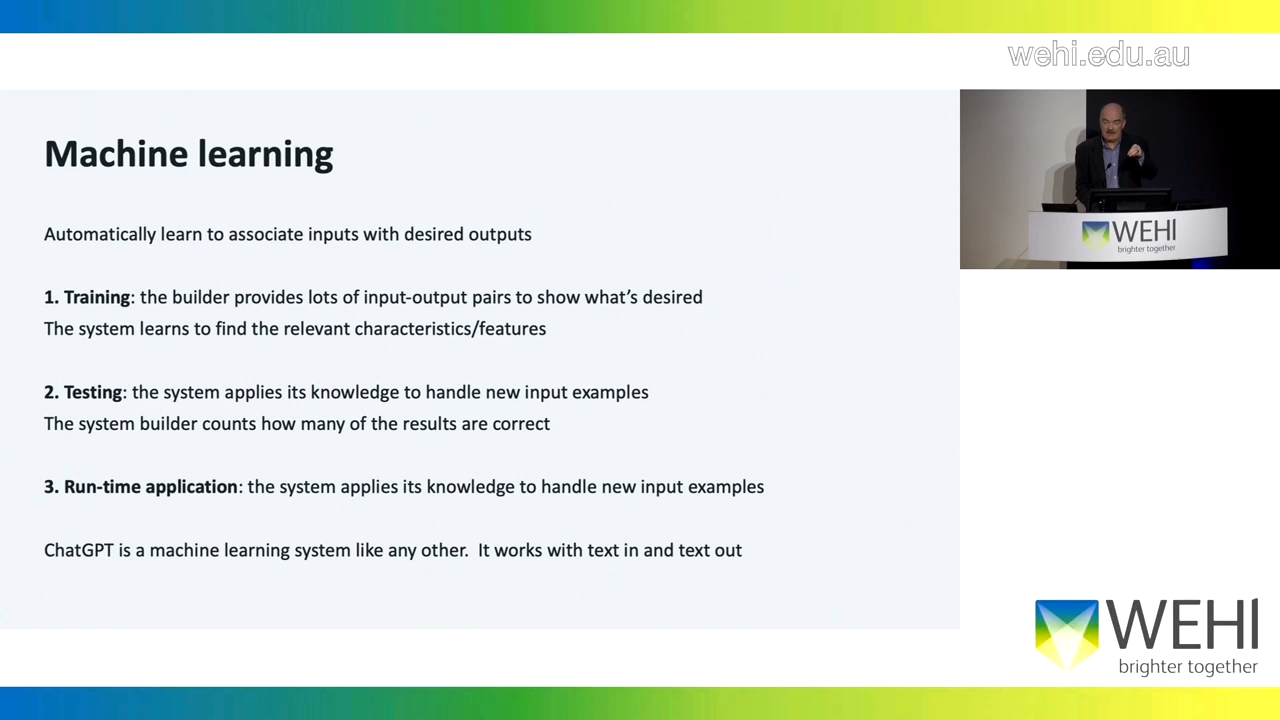 wehi.edu.au
Machine learning
Automatically learn to associate inputs with desired outputs
1. Training: the builder provides lots of input-output pairs to show what’s desired
The system learns to find the relevant characteristics/features
2. Testing: the system applies its knowledge to handle new input examples
The system builder counts how many of the results are correct
3. Run-time application: the system applies its knowledge to handle new input examples
ChatGPT is a machine learning system like any other.  It works with text in and text out
WEHI
brighter together
WEHI
brighter together